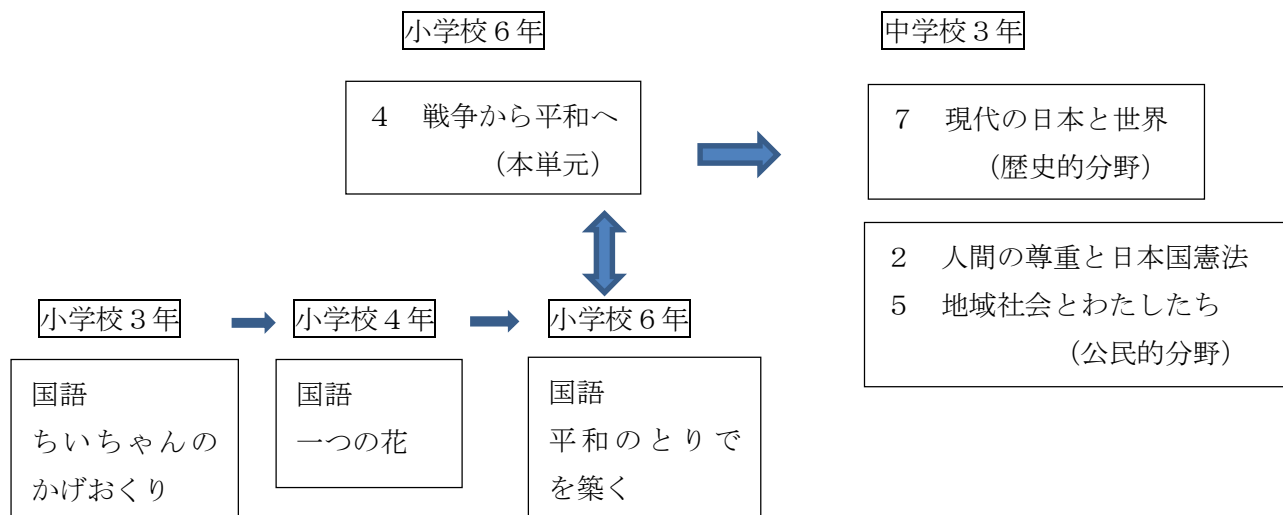 小学校６年
４　戦争から平和へ
（本単元）
中学校３年
７　現代の日本と世界
（歴史的分野）
２　人間の尊重と日本国憲法
５　地域社会とわたしたち
（公民的分野）
小学校３年
国語
ちいちゃんの
かげおくり
小学校４年
国語
一つの花
小学校６年
国語
平和のとりで
を築く